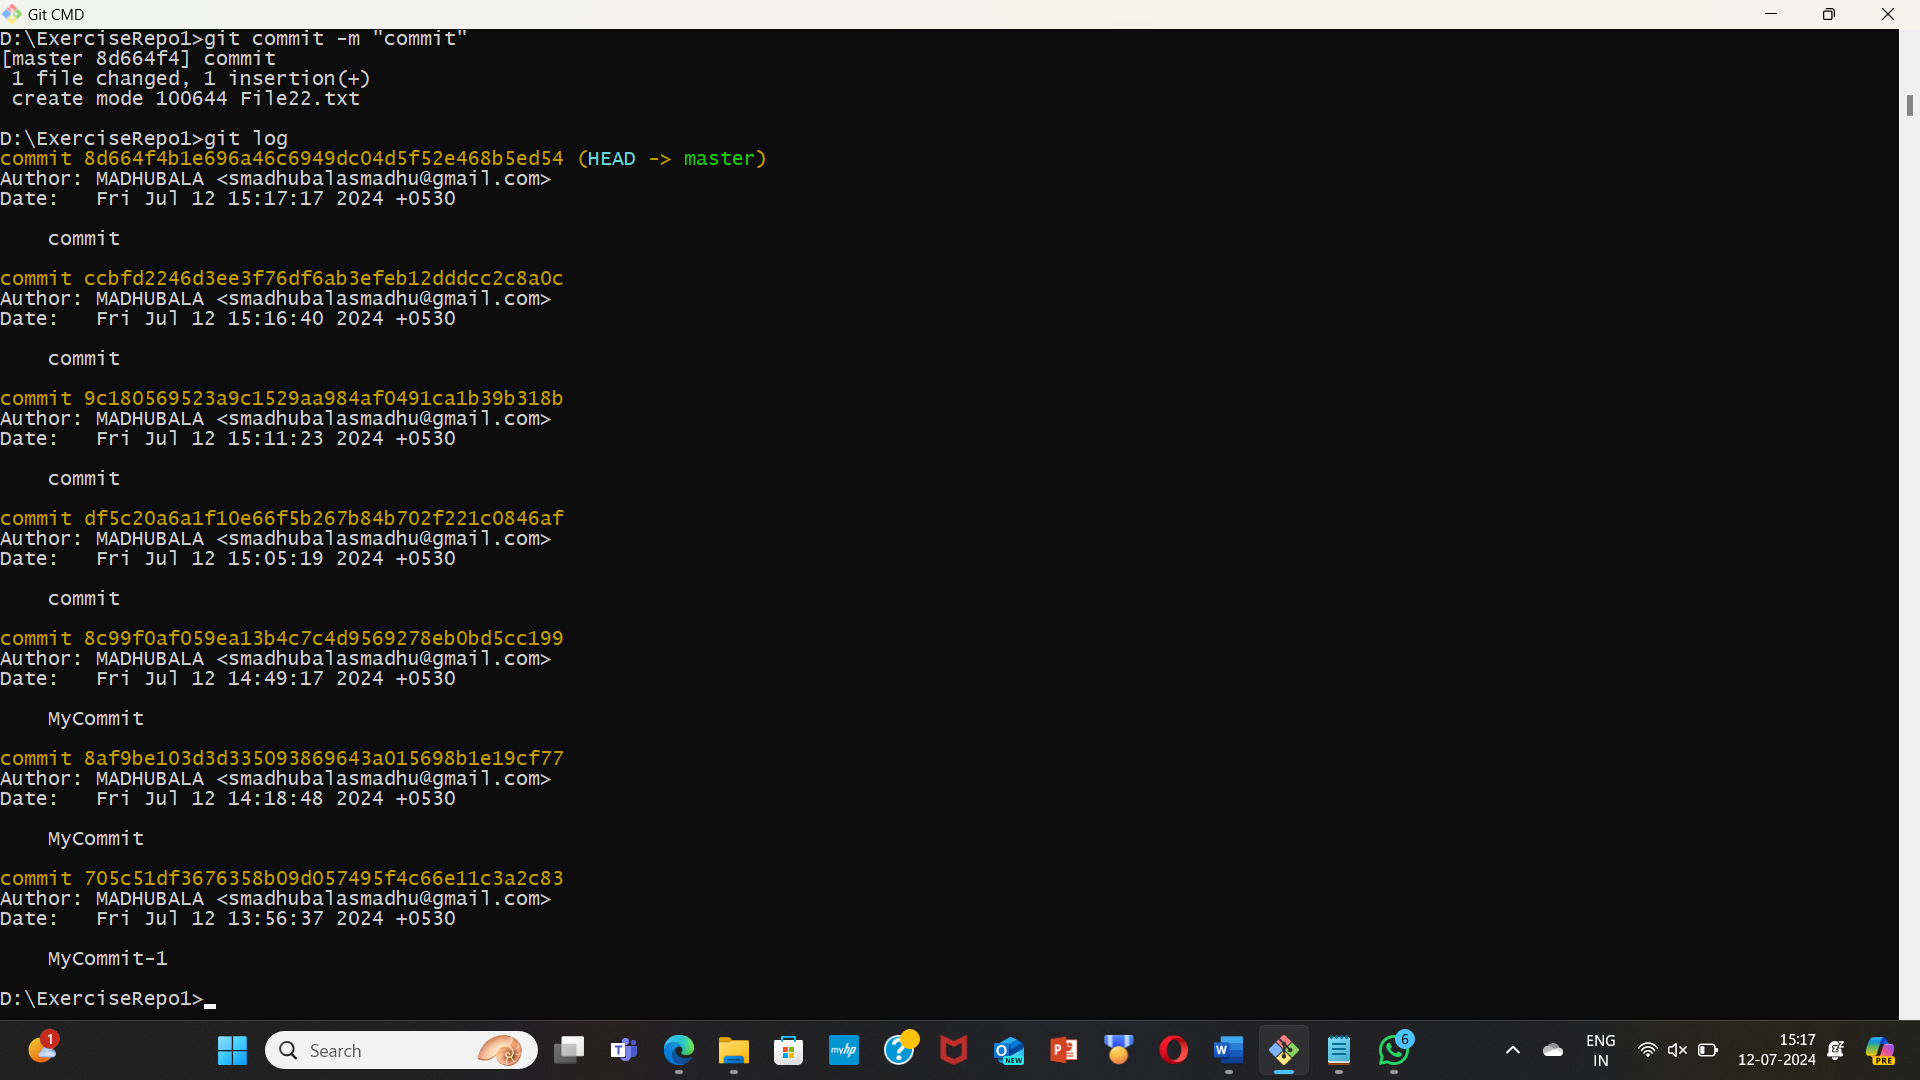 Git CMD
D:\ExerciseRepo1>git commit -m "commit"
[master 8d664f4] commit
 1 file changed, 1 insertion(+)
 create mode 100644 File22.txt
D:\ExerciseRepo1>git log
commit 8d664f4b1e696a46c6949dc04d5f52e468b5ed54 (HEAD -> master)
Author: MADHUBALA <smadhubalasmadhu@gmail.com>
Date:   Fri Jul 12 15:17:17 2024 +0530
    commit
commit ccbfd2246d3ee3f76df6ab3efeb12dddcc2c8a0c
Author: MADHUBALA <smadhubalasmadhu@gmail.com>
Date:   Fri Jul 12 15:16:40 2024 +0530
    commit
commit 9c180569523a9c1529aa984af0491ca1b39b318b
Author: MADHUBALA <smadhubalasmadhu@gmail.com>
Date:   Fri Jul 12 15:11:23 2024 +0530
    commit
commit df5c20a6a1f10e66f5b267b84b702f221c0846af
Author: MADHUBALA <smadhubalasmadhu@gmail.com>
Date:   Fri Jul 12 15:05:19 2024 +0530
    commit
commit 8c99f0af059ea13b4c7c4d9569278eb0bd5cc199
Author: MADHUBALA <smadhubalasmadhu@gmail.com>
Date:   Fri Jul 12 14:49:17 2024 +0530
    MyCommit
commit 8af9be103d3d335093869643a015698b1e19cf77
Author: MADHUBALA <smadhubalasmadhu@gmail.com>
Date:   Fri Jul 12 14:18:48 2024 +0530
    MyCommit
commit 705c51df3676358b09d057495f4c66e11c3a2c83
Author: MADHUBALA <smadhubalasmadhu@gmail.com>
Date:   Fri Jul 12 13:56:37 2024 +0530
    MyCommit-1
D:\ExerciseRepo1>
1
Search
myhp
NEW
6
ENG
IN
15:17
12-07-2024
PRE